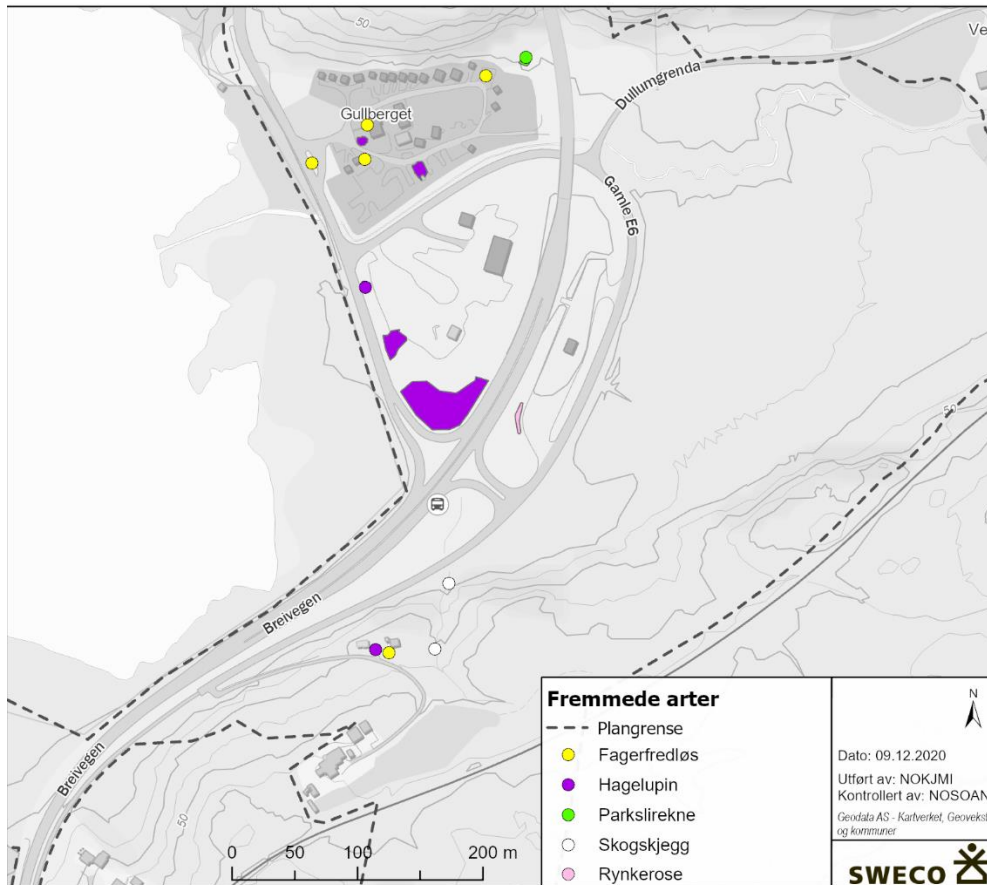 50
Ve
Dullumgrenda
Gullberget
Gamle E6
50
Breivegen
Breivegen
50
0 50 100 200 m
Fremmede arter
Plangrense
Fagerfredløs
Hagelupin
Parkslirekne
Skogskjegg
Rynkerose
N
Dato: 09.12.2020
Utført av: NOKJMI
Kontrollert av: NOSOAN
Geodata AS - Kartverket, Geovekst
og kommuner
SWECO